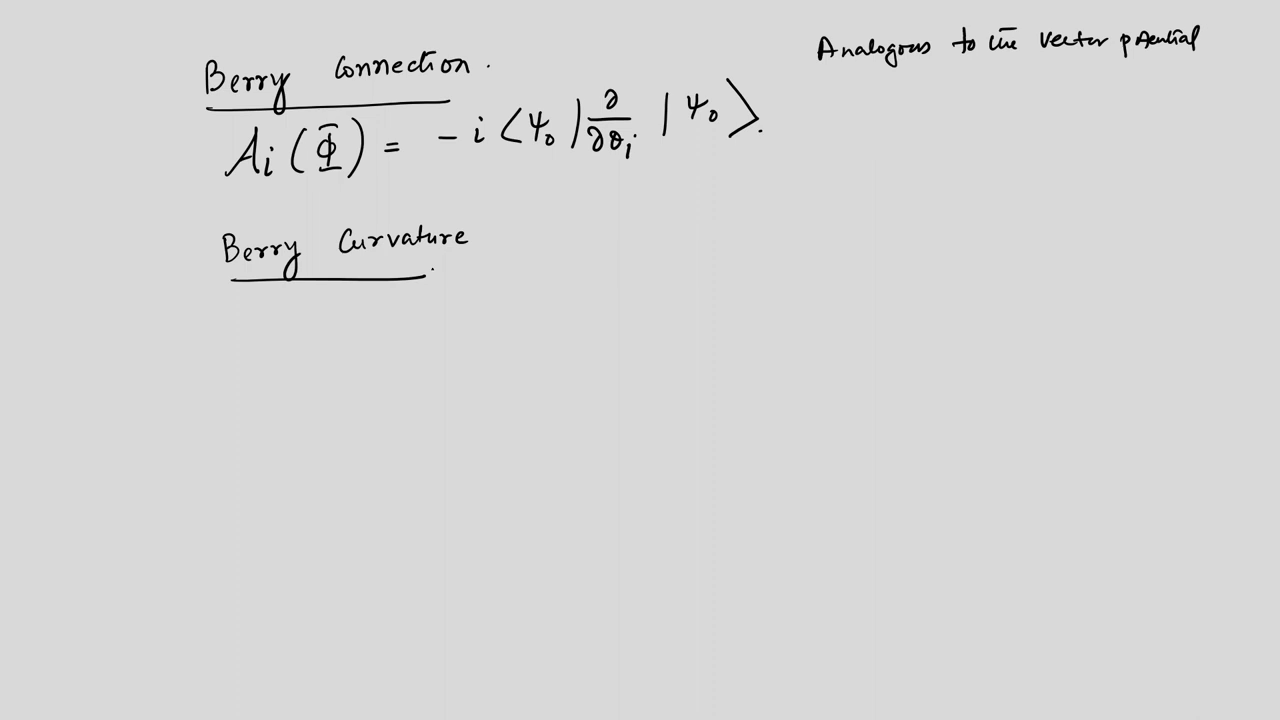 Analogous to the vector potential
Berry Connection.
Ai(Φ) = -i⟨ψ₀|∂/∂θᵢ|ψ₀⟩.
Berry Curvature